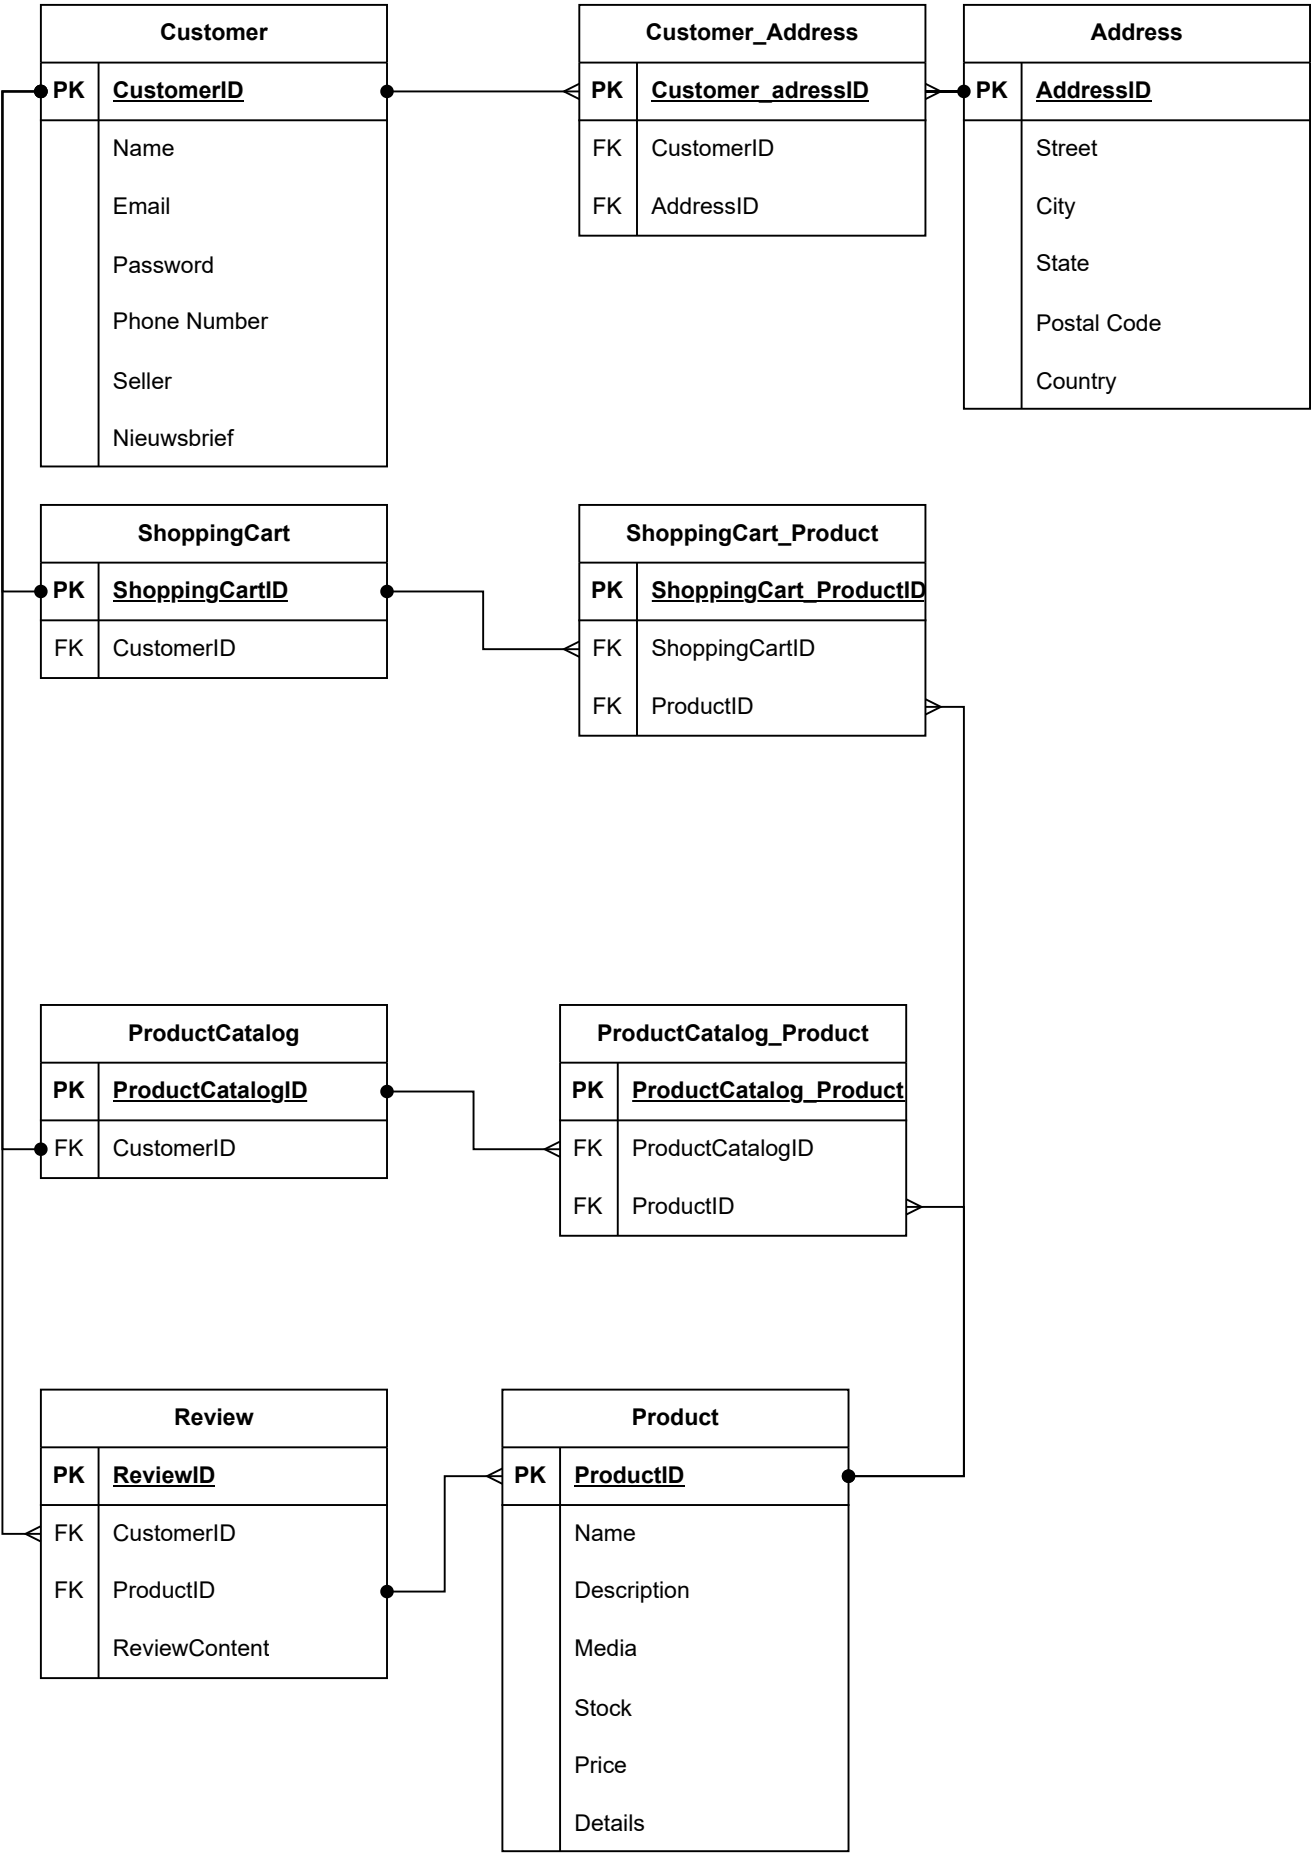 Customer
PK CustomerID
Name
Email
Password
Phone Number
Seller
Nieuwsbrief
Customer_Address
PK Customer_adressID
FK CustomerID
FK AddressID
Address
PK AddressID
Street
City
State
Postal Code
Country
ShoppingCart
PK ShoppingCartID
FK CustomerID
ShoppingCart_Product
PK ShoppingCart_ProductID
FK ShoppingCartID
FK ProductID
ProductCatalog
PK ProductCatalogID
FK CustomerID
ProductCatalog_Product
PK ProductCatalog_Product
FK ProductCatalogID
FK ProductID
Review
PK ReviewID
FK CustomerID
FK ProductID
ReviewContent
Product
PK ProductID
Name
Description
Media
Stock
Price
Details